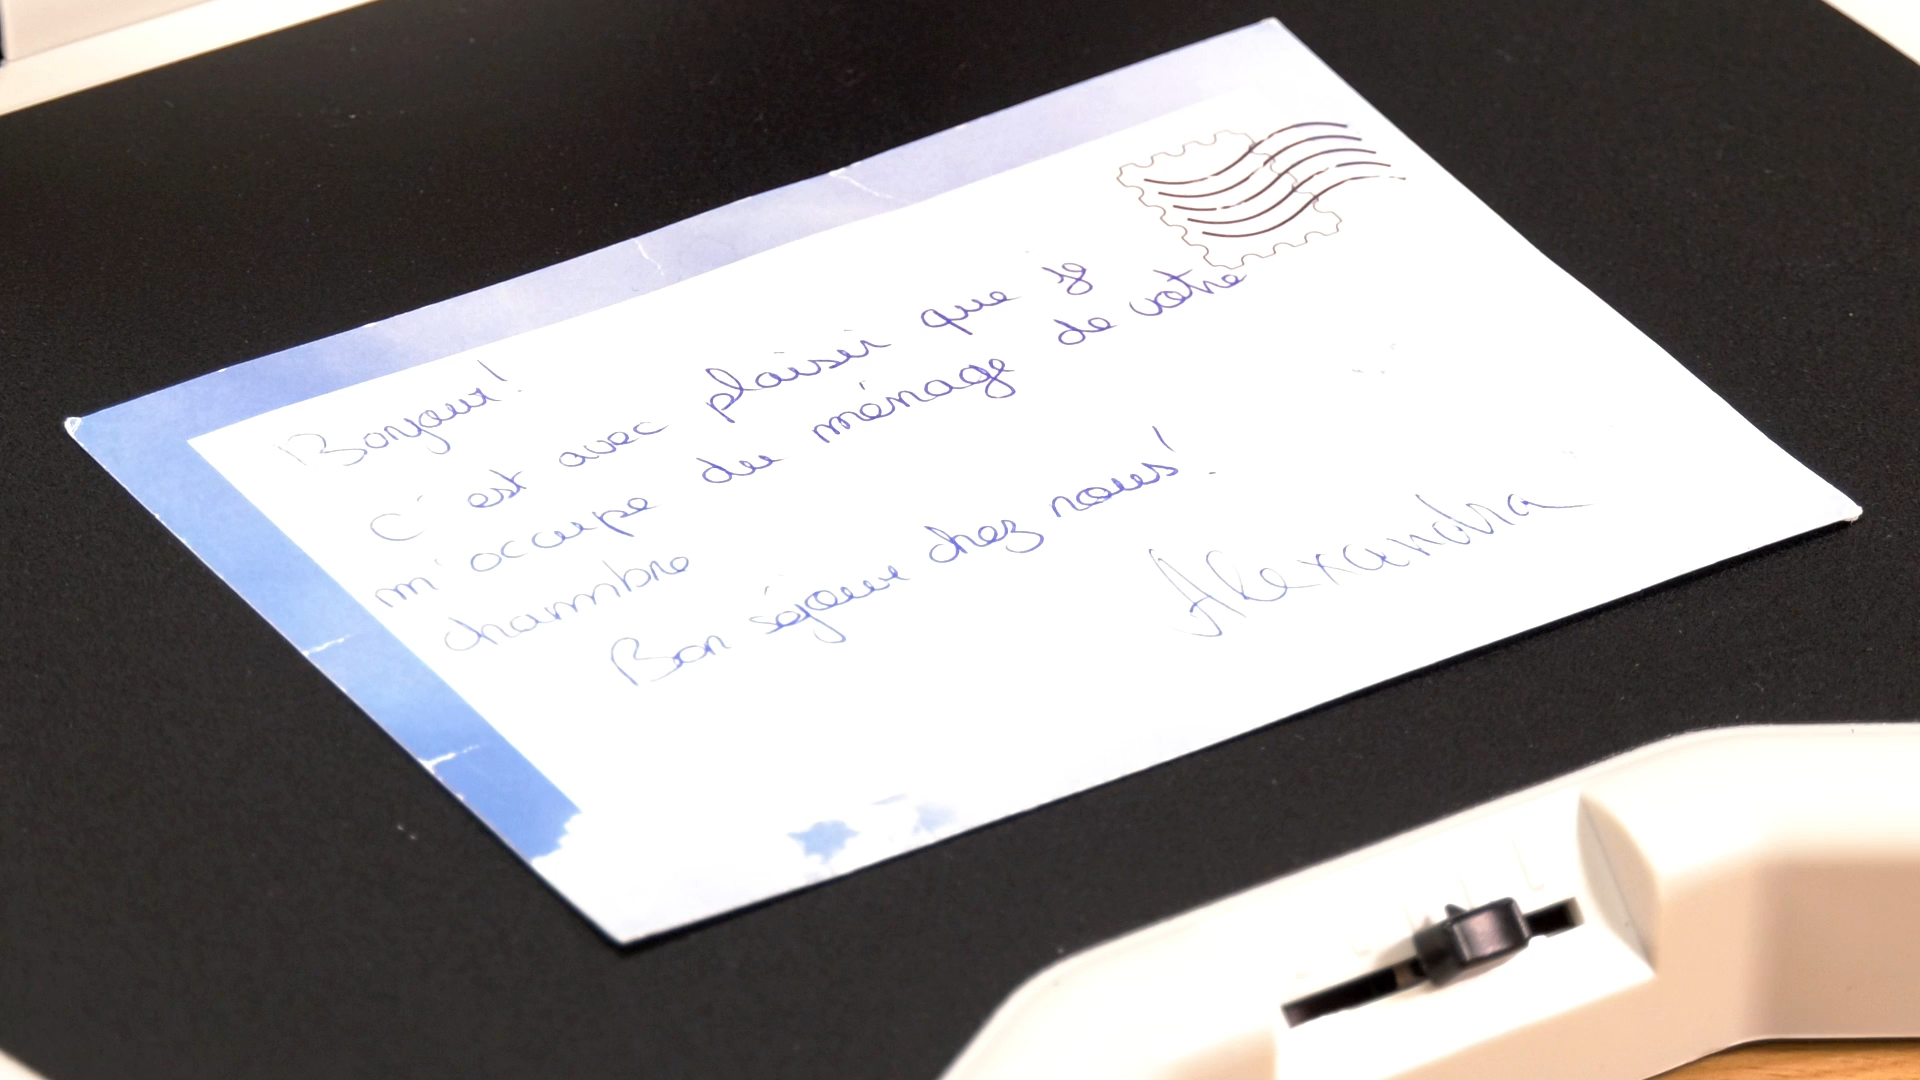 Bonjour!
C'est avec plaisir que je
m'occupe du ménage de votre
chambre
Bon séjour chez nous!
Alexandra